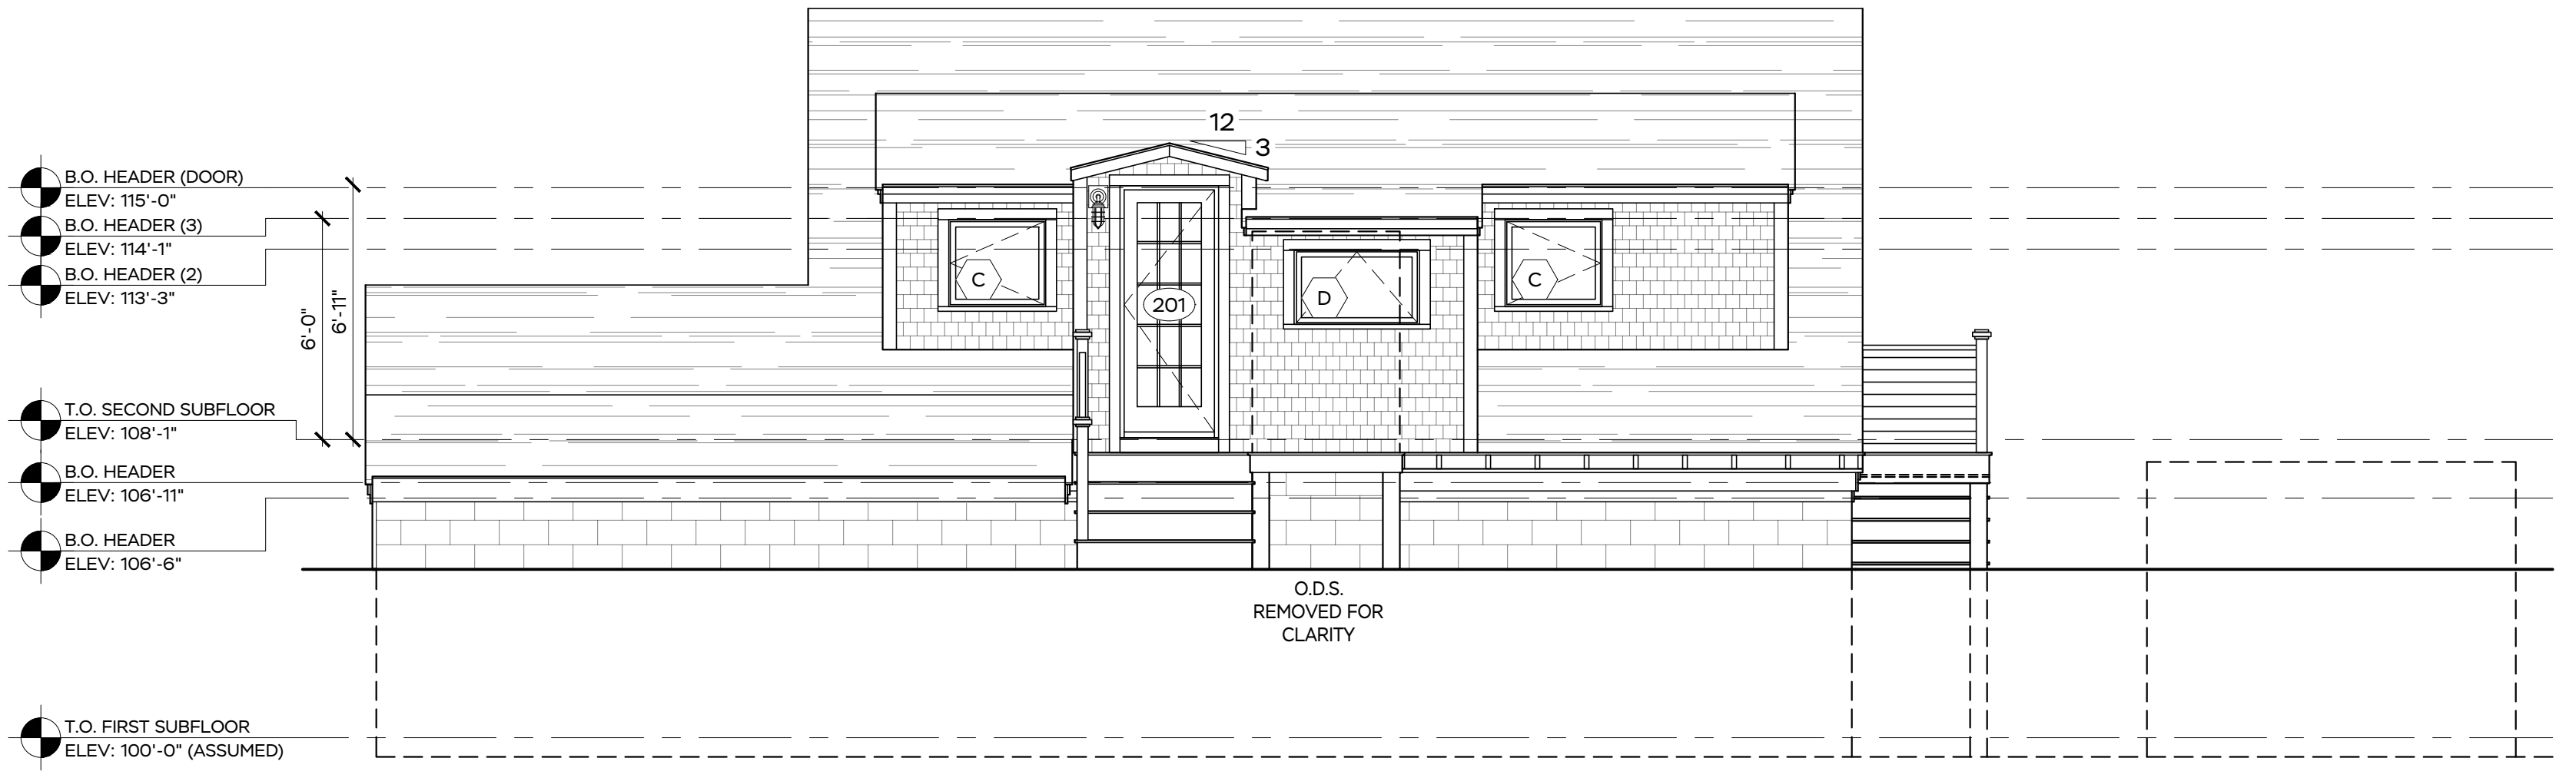 12
3
B.O. HEADER (DOOR)
ELEV: 115'-0"
B.O. HEADER (3)
ELEV: 114'-1"
B.O. HEADER (2)
ELEV: 113'-3"
6'-0"
6'-11"
C
201
D
C
T.O. SECOND SUBFLOOR
ELEV: 108'-1"
B.O. HEADER
ELEV: 106'-11"
B.O. HEADER
ELEV: 106'-6"
O.D.S.
REMOVED FOR
CLARITY
T.O. FIRST SUBFLOOR
ELEV: 100'-0" (ASSUMED)